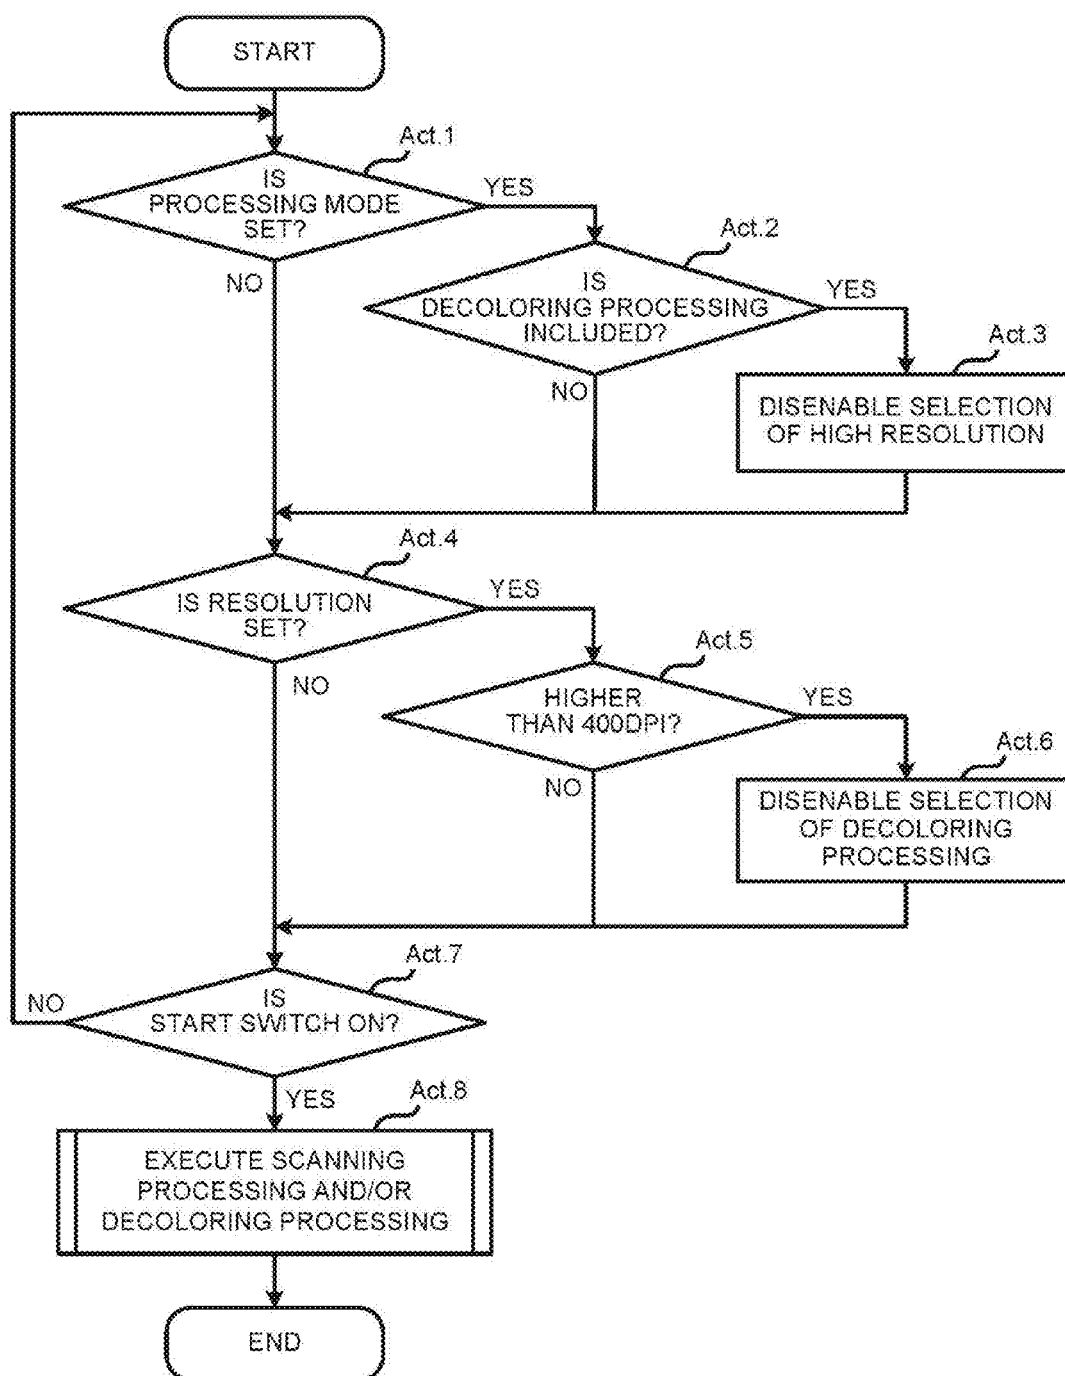 START
Act.1
IS
PROCESSING MODE
SET?
YES
NO
Act.2
IS
DECOLORING PROCESSING
INCLUDED?
YES
NO
Act.3
DISENABLE SELECTION
OF HIGH RESOLUTION
Act.4
IS RESOLUTION
SET?
YES
NO
Act.5
HIGHER
THAN 400DPI?
YES
NO
Act.6
DISENABLE SELECTION
OF DECOLORING
PROCESSING
Act.7
IS
START SWITCH ON?
NO
YES
Act.8
EXECUTE SCANNING
PROCESSING AND/OR
DECOLORING PROCESSING
END